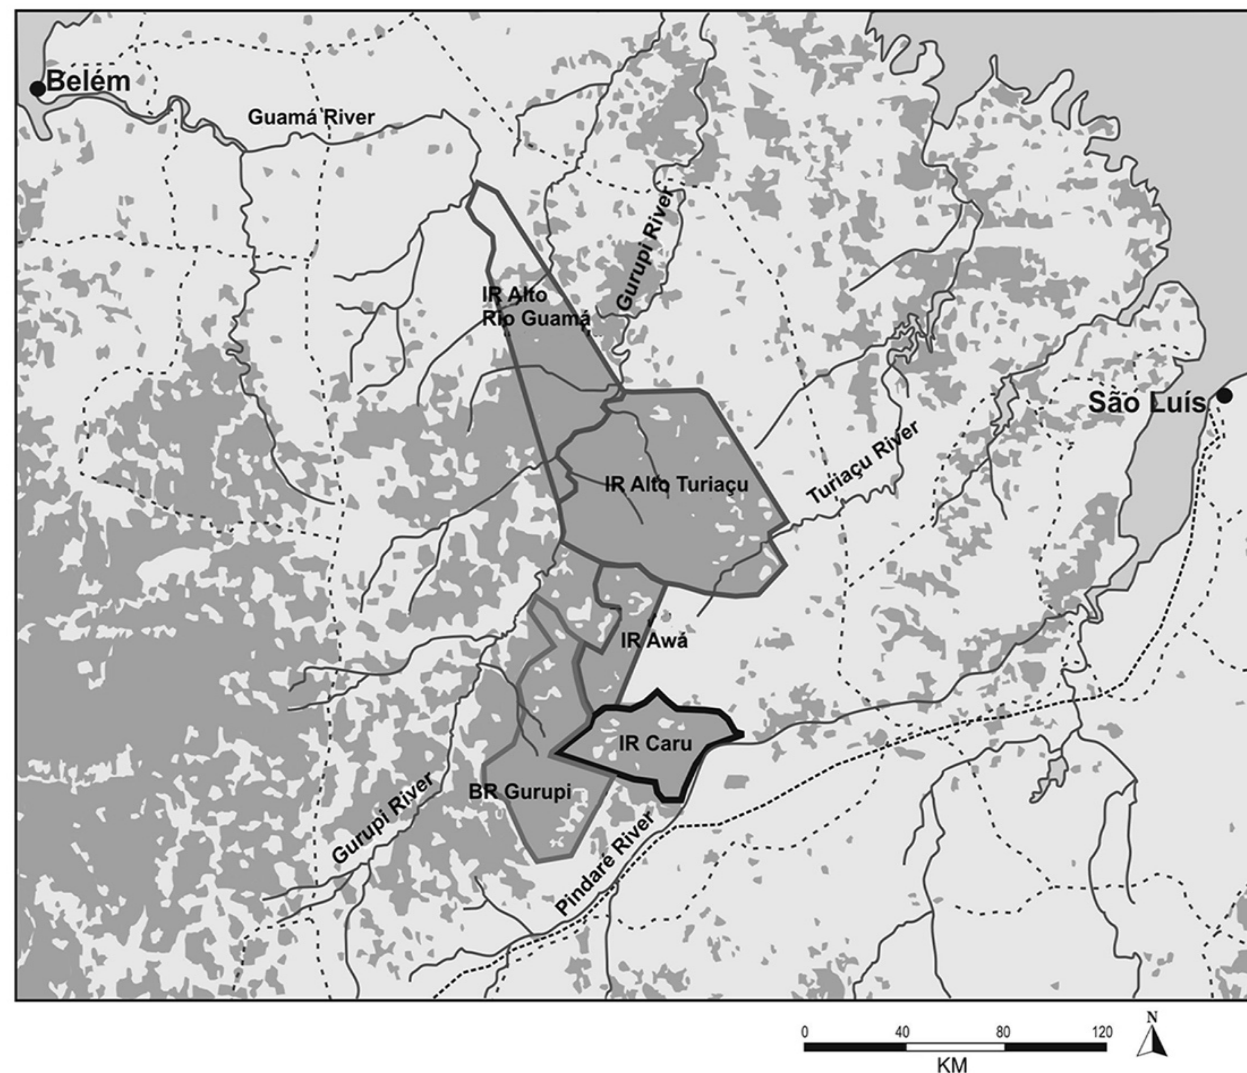 Belém
Guamá River
Gurupi River
IR Alto
Rio Guamá
São Luís
IR Alto Turiaçu
Turiaçu River
IR Awá
IR Caru
BR Gurupi
Gurupi River
Pindaré River
0 40 80 120
KM
N